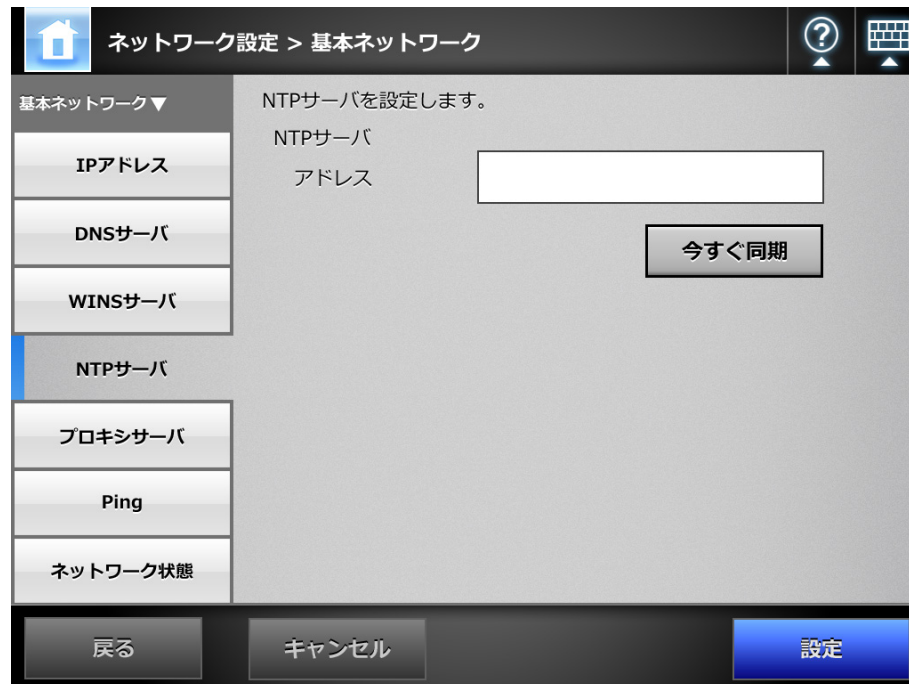 ネットワーク設定 > 基本ネットワーク
?
基本ネットワーク▼
IPアドレス
DNSサーバ
WINSサーバ
NTPサーバ
プロキシサーバ
Ping
ネットワーク状態
NTPサーバを設定します。
NTPサーバ
アドレス
今すぐ同期
戻る
キャンセル
設定